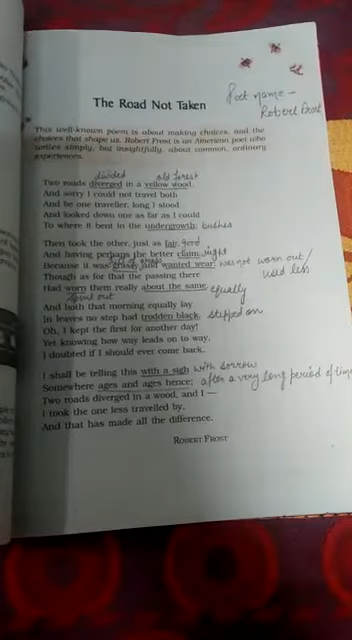 Poet name -
Robert Frost
The Road Not Taken
This well-known poem is about making choices, and the
choices that shape us. Robert Frost is an American poet who
writes simply, but insightfully, about common, ordinary
experiences.
divided old forest
Two roads diverged in a yellow wood,
And sorry I could not travel both
And be one traveller, long I stood
And looked down one as far as I could
To where it bent in the undergrowth; bushes
Then took the other, just as fair, good
And having perhaps the better claim, right
full of grass
Because it was grassy and wanted wear, was not worn out/
used less
Though as for that the passing there
Had worn them really about the same, equally
And both that morning equally lay
In leaves no step had trodden black. stepped on
Oh, I kept the first for another day!
Yet knowing how way leads on to way,
I doubted if I should ever come back.
I shall be telling this with a sigh with sorrow
Somewhere ages and ages hence; after a very long period of time
Two roads diverged in a wood, and I —
I took the one less travelled by,
And that has made all the difference.
ROBERT FROST